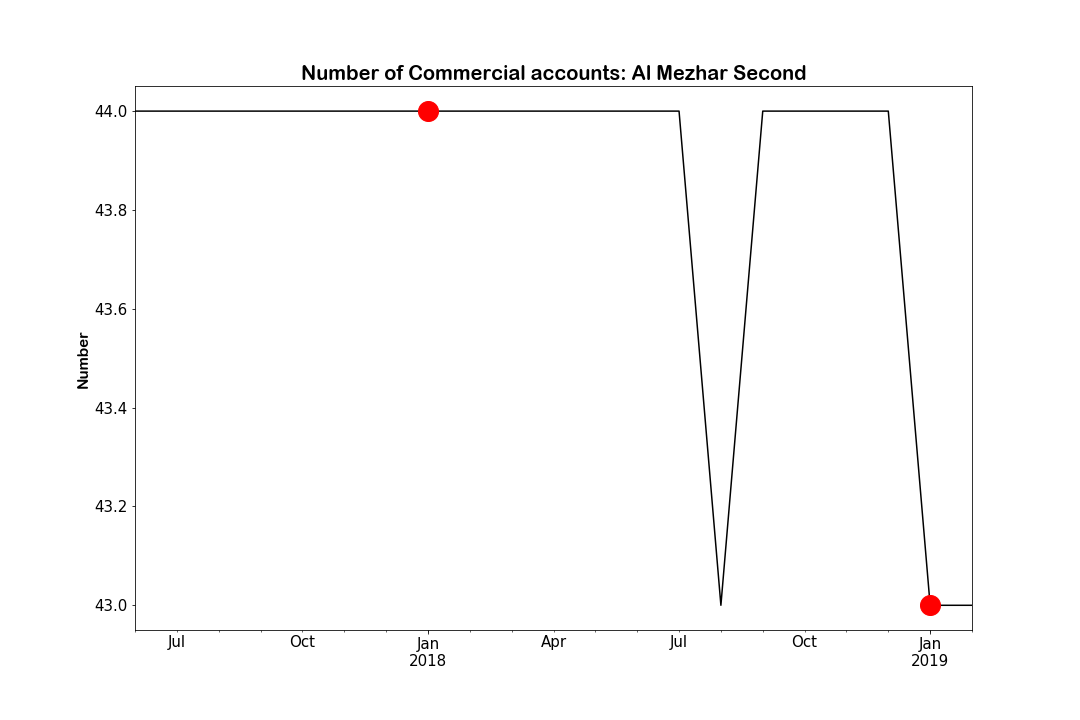 Number of Commercial accounts: Al Mezhar Second
44.0
43.8
43.6
43.4
43.2
43.0
Number
Jul
Oct
Jan
2018
Apr
Jul
Oct
Jan
2019